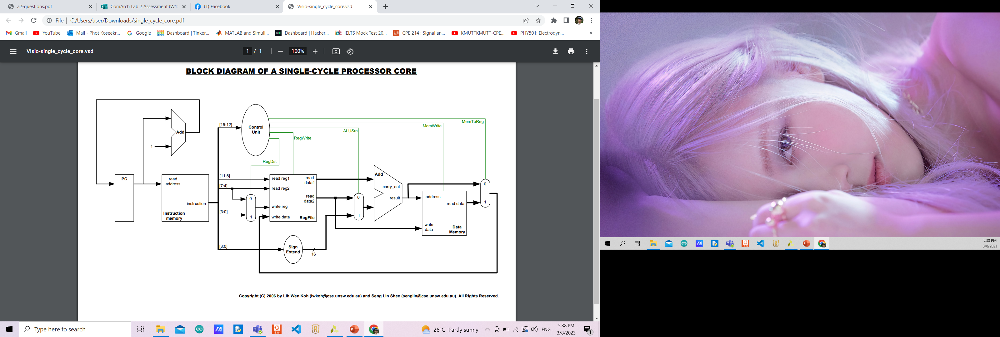 a2-questions.pdf
ComArch Lab 2 Assessment (W15
(1) Facebook
Visio-single_cycle_core.vsd
File
C:/Users/user/Downloads/single_cycle_core.pdf
Gmail
YouTube
Mail - Phot Koseekr...
Google
Dashboard | Tinker...
MATLAB and Simuli...
Dashboard | Hacker...
IELTS Mock Test 20...
CPE 214 : Signal an...
KMUTTKMUTT-CPE...
PHY501: Electrodyn...
»
Visio-single_cycle_core.vsd
1 / 1
100%
BLOCK DIAGRAM OF A SINGLE-CYCLE PROCESSOR CORE
Add
1
PC
read
address
instruction
Instruction
memory
[15:12]
[11:8]
[7:4]
[3:0]
[3:0]
Control
Unit
RegDst
RegWrite
ALUSrc
MemWrite
MemToReg
0
1
read reg1
read reg2
write reg
write data
read
data1
read
data2
RegFile
Sign
Extend
16
0
1
Add
carry_out
result
address
read data
write
data
Data
Memory
0
1
Copyright (C) 2006 by Lih Wen Koh (lwkoh@cse.unsw.edu.au) and Seng Lin Shee (senglin@cse.unsw.edu.au). All Rights Reserved.
Type here to search
18.04
26°C Partly sunny
ENG
5:38 PM
3/8/2023
1
18.04
5:38 PM
3/8/2023